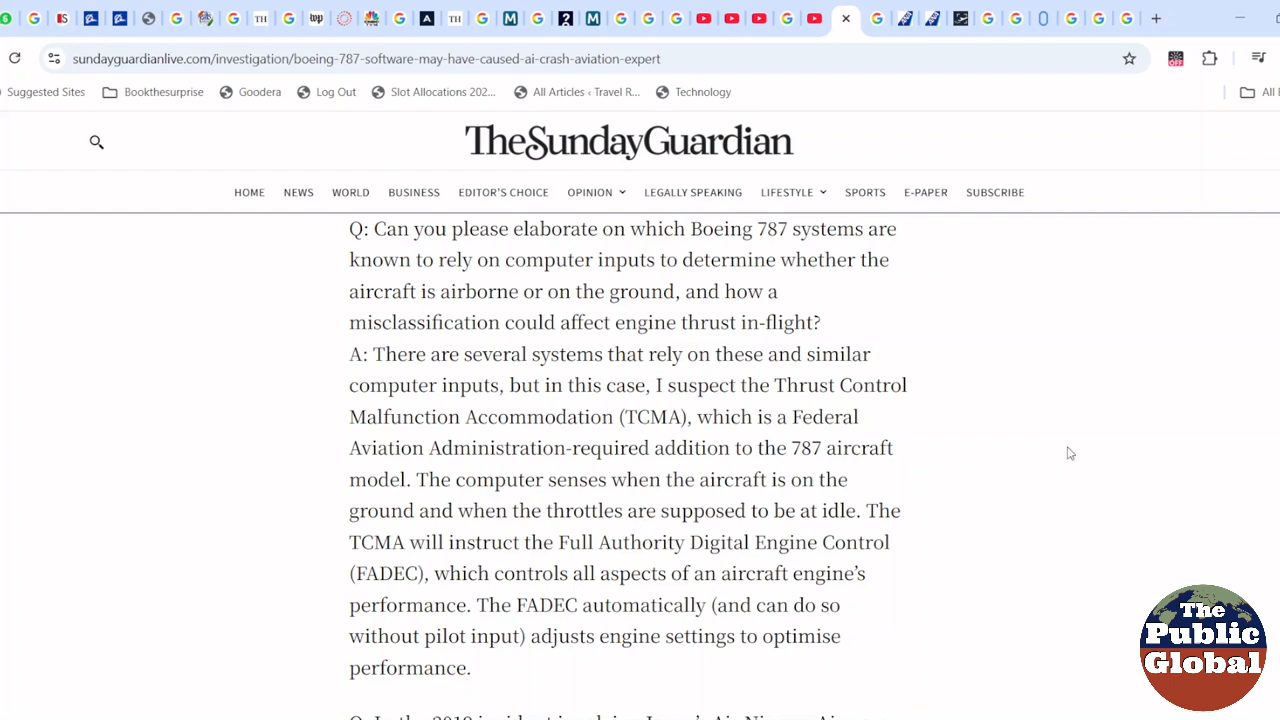 sundayguardianlive.com/investigation/boeing-787-software-may-have-caused-ai-crash-aviation-expert
OFF
Suggested Sites Bookthesurprise Goodera Log Out Slot Allocations 202... All Articles ‹ Travel R... Technology All
The Sunday Guardian
HOME NEWS WORLD BUSINESS EDITOR'S CHOICE OPINION LEGALLY SPEAKING LIFESTYLE SPORTS E-PAPER SUBSCRIBE
Q: Can you please elaborate on which Boeing 787 systems are
known to rely on computer inputs to determine whether the
aircraft is airborne or on the ground, and how a
misclassification could affect engine thrust in-flight?
A: There are several systems that rely on these and similar
computer inputs, but in this case, I suspect the Thrust Control
Malfunction Accommodation (TCMA), which is a Federal
Aviation Administration-required addition to the 787 aircraft
model. The computer senses when the aircraft is on the
ground and when the throttles are supposed to be at idle. The
TCMA will instruct the Full Authority Digital Engine Control
(FADEC), which controls all aspects of an aircraft engine's
performance. The FADEC automatically (and can do so
without pilot input) adjusts engine settings to optimise
performance.
The
Public
Global